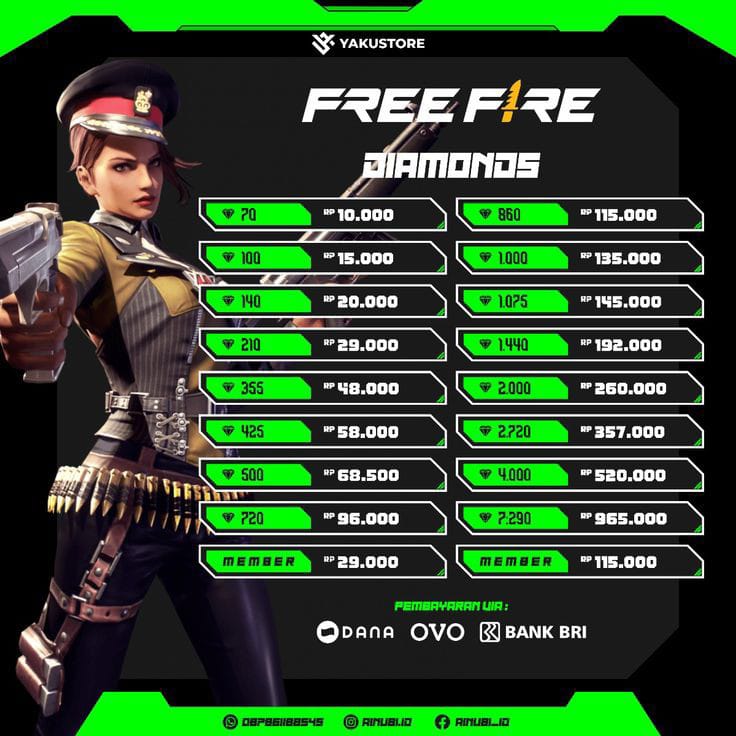 YAKUSTORE
FREE FIRE
DIAMONDS
70 RP 10.000
100 RP 15.000
140 RP 20.000
210 RP 29.000
355 RP 48.000
425 RP 58.000
500 RP 68.500
720 RP 96.000
MEMBER RP 29.000
860 RP 115.000
1.000 RP 135.000
1.075 RP 145.000
1.440 RP 192.000
2.000 RP 260.000
2.720 RP 357.000
4.000 RP 520.000
7.290 RP 965.000
MEMBER RP 115.000
PEMBAYARAN VIA :
DANA OVO BANK BRI
087861188545 AINUBI.ID AINUBI_ID